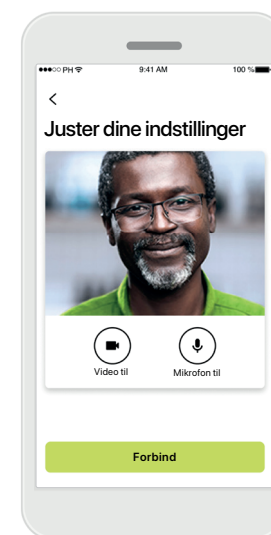 PH 9:41 AM 100 %
Juster dine indstillinger
Video til Mikrofon til
Forbind